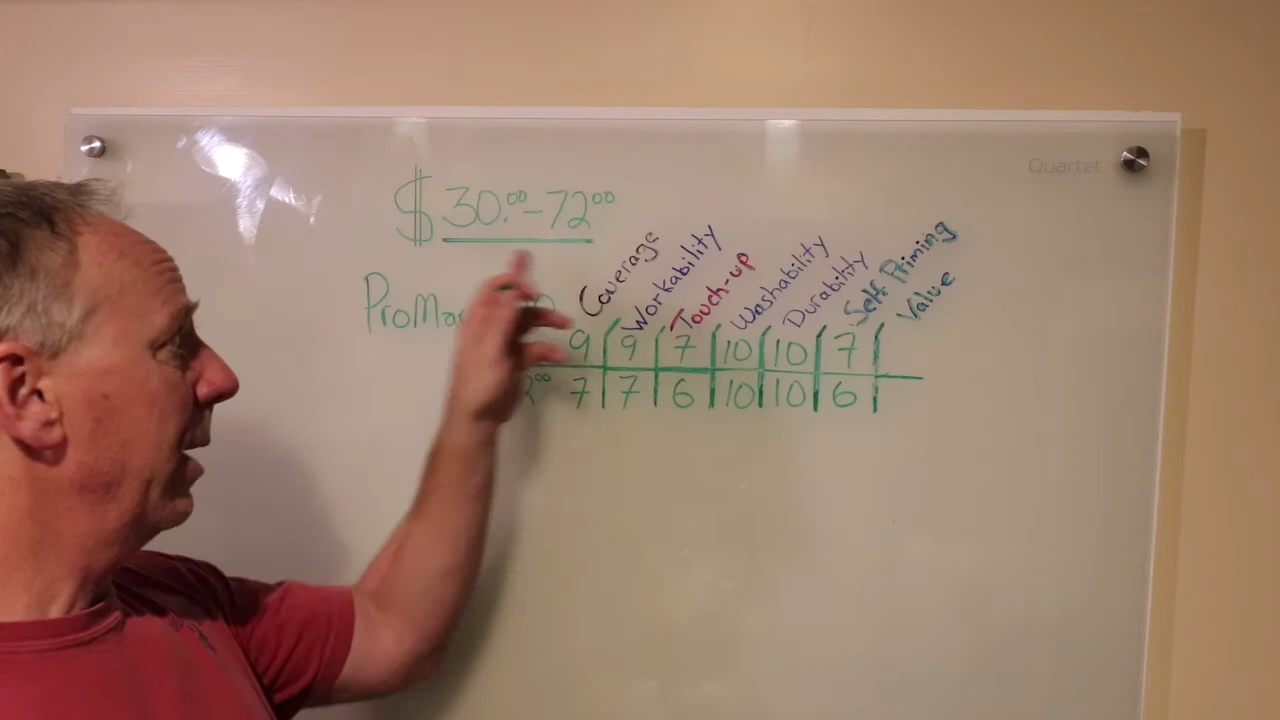 Quartet
$30.00-72.00
Coverage
Workability
Touch-up
Washability
Durability
Self Priming
Value
9 9 7 10 10 7
7 7 6 10 10 6